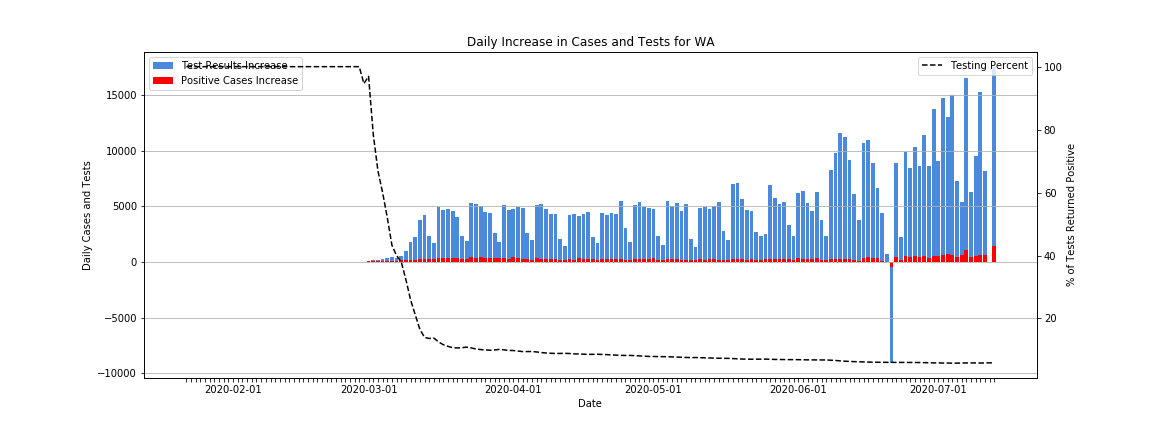 Daily Increase in Cases and Tests for WA
Test Results Increase
Positive Cases Increase
Testing Percent
Daily Cases and Tests
15000
10000
5000
0
−5000
−10000
% of Tests Returned Positive
100
80
60
40
20
2020-02-01
2020-03-01
2020-04-01
2020-05-01
2020-06-01
2020-07-01
Date